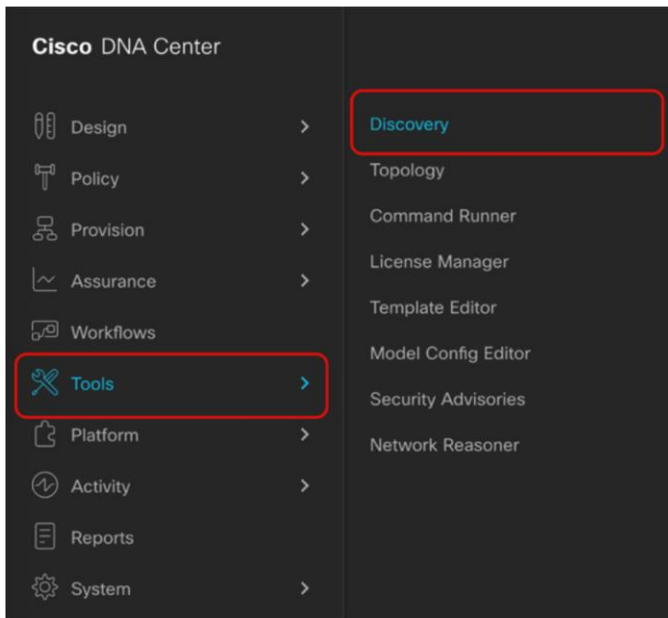 Cisco DNA Center
Design
Policy
Provision
Assurance
Workflows
Tools
Platform
Activity
Reports
System
Discovery
Topology
Command Runner
License Manager
Template Editor
Model Config Editor
Security Advisories
Network Reasoner